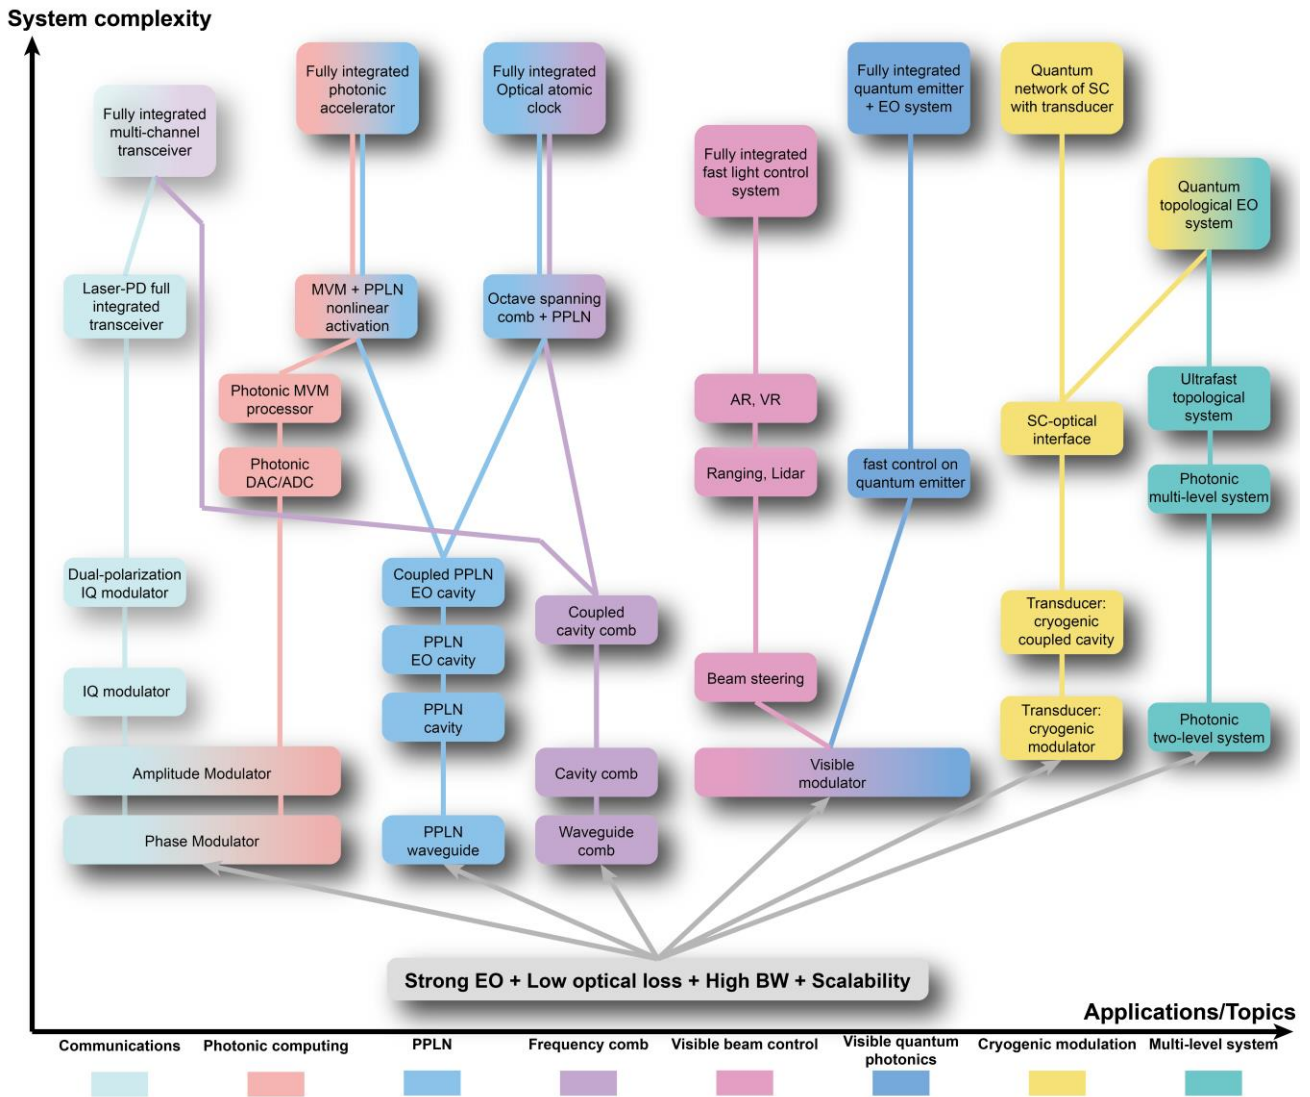 System complexity
Fully integrated
multi-channel
transceiver
Fully integrated
photonic
accelerator
Fully integrated
Optical atomic
clock
Fully integrated
fast light control
system
Fully integrated
quantum emitter
+ EO system
Quantum
network of SC
with transducer
Quantum
topological EO
system
Laser-PD full
integrated
transceiver
MVM + PPLN
nonlinear
activation
Octave spanning
comb + PPLN
Photonic MVM
processor
AR, VR
Ultrafast
topological
system
SC-optical
interface
Photonic
DAC/ADC
Ranging, Lidar
fast control on
quantum emitter
Photonic
multi-level system
Dual-polarization
IQ modulator
Coupled PPLN
EO cavity
Coupled
cavity comb
Transducer:
cryogenic
coupled cavity
PPLN
EO cavity
IQ modulator
PPLN
cavity
Beam steering
Transducer:
cryogenic
modulator
Photonic
two-level system
Amplitude Modulator
Cavity comb
Visible
modulator
Phase Modulator
PPLN
waveguide
Waveguide
comb
Strong EO + Low optical loss + High BW + Scalability
Applications/Topics
Communications
Photonic computing
PPLN
Frequency comb
Visible beam control
Visible quantum
photonics
Cryogenic modulation
Multi-level system